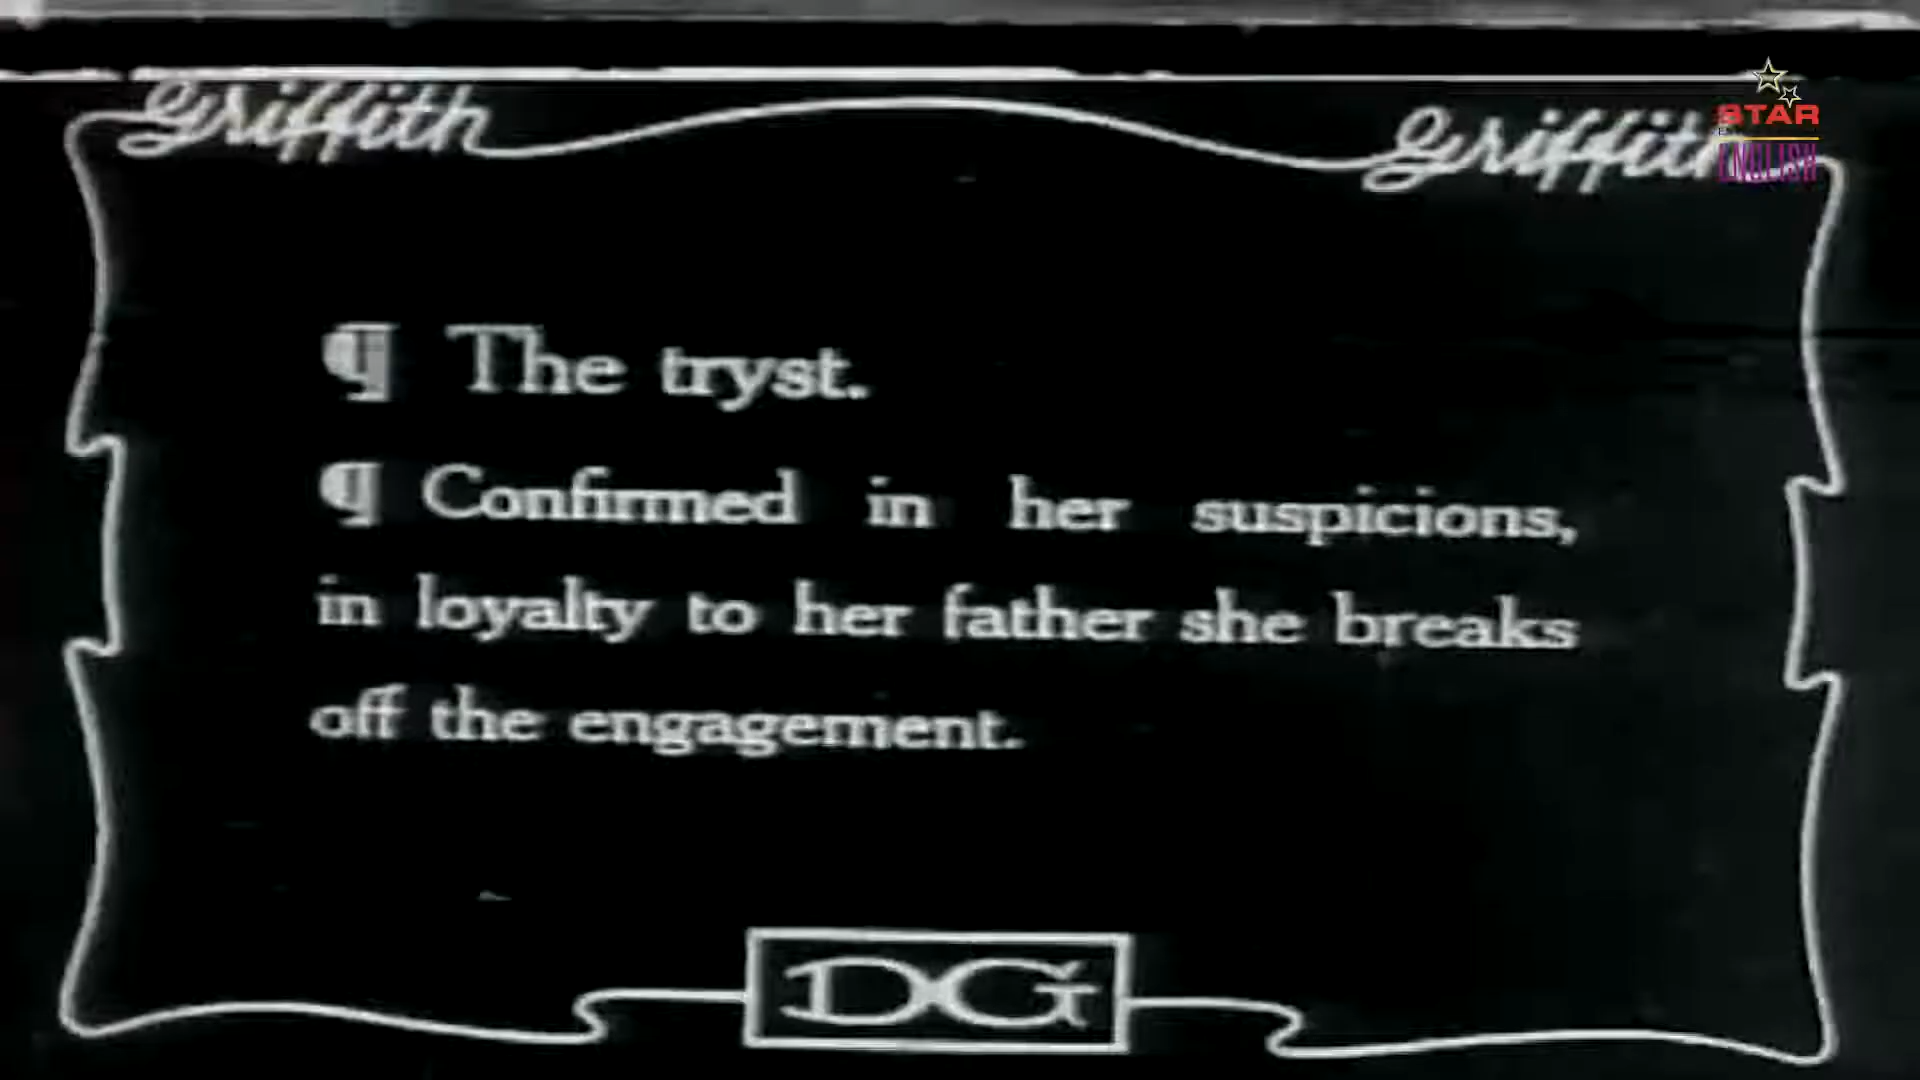 Griffith Griffith
STAR
ENGLISH
¶ The tryst.
¶ Confirmed in her suspicions,
in loyalty to her father she breaks
off the engagement.
DG